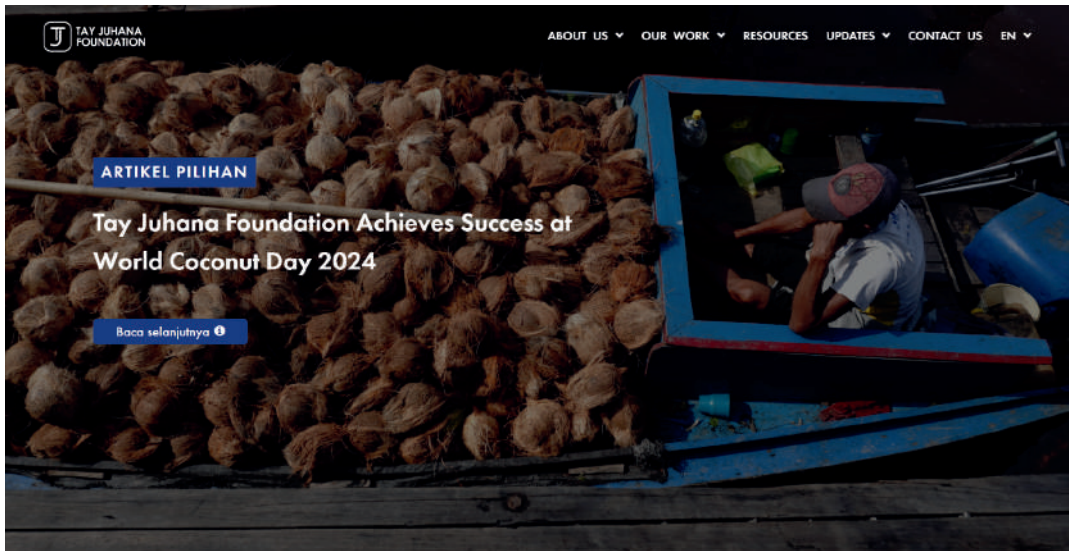 TAY JUHANA
FOUNDATION
ABOUT US
OUR WORK
RESOURCES
UPDATES
CONTACT US
EN
ARTIKEL PILIHAN
Tay Juhana Foundation Achieves Success at
World Coconut Day 2024
Baca selanjutnya